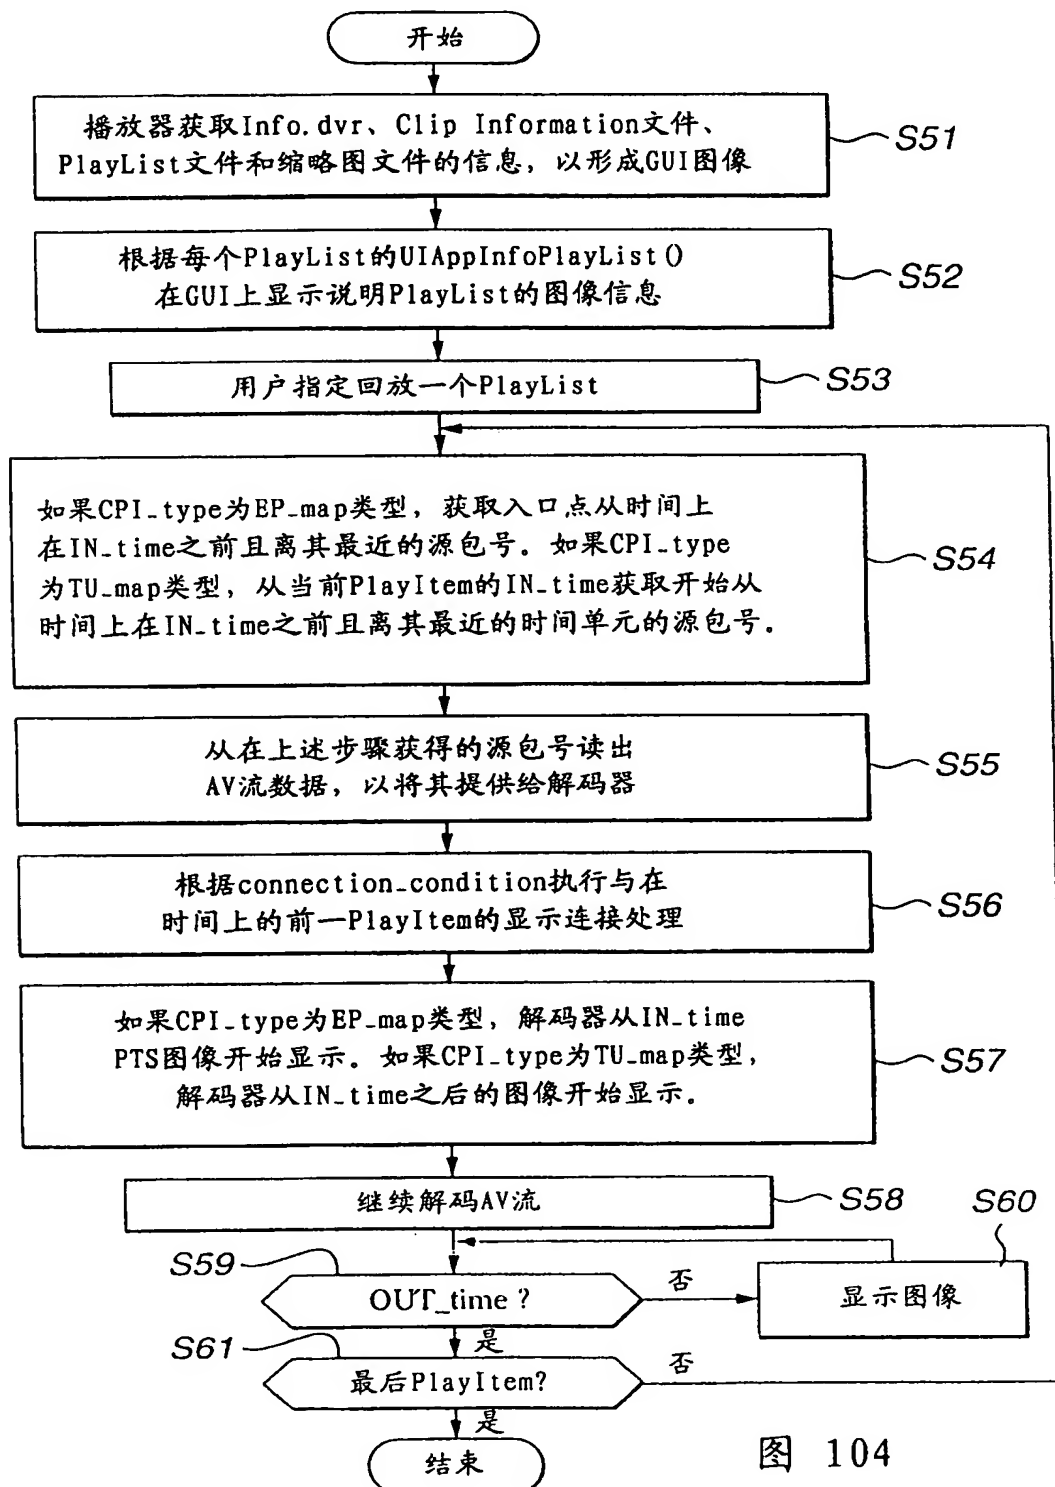 开始
播放器获取Info.dvr、Clip Information文件、
PlayList文件和缩略图文件的信息，以形成GUI图像
S51
根据每个PlayList的UIAppInfoPlayList()
在GUI上显示说明PlayList的图像信息
S52
用户指定回放一个PlayList
S53
如果CPI_type为EP_map类型，获取入口点从时间上
在IN_time之前且离其最近的源包号。如果CPI_type
为TU_map类型，从当前PlayItem的IN_time获取开始从
时间上在IN_time之前且离其最近的时间单元的源包号。
S54
从在上述步骤获得的源包号读出
AV流数据，以将其提供给解码器
S55
根据connection_condition执行与在
时间上的前一PlayItem的显示连接处理
S56
如果CPI_type为EP_map类型，解码器从IN_time
PTS图像开始显示。如果CPI_type为TU_map类型，
解码器从IN_time之后的图像开始显示。
S57
继续解码AV流
S58
S60
S59
OUT_time ?
否
显示图像
是
S61
最后PlayItem?
否
是
结束
图 104